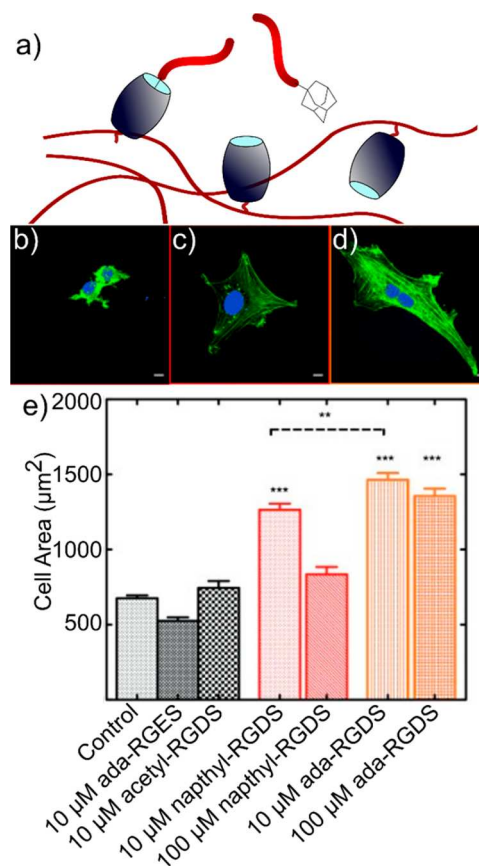 a)
b)
c)
d)
e)
2000
1500
1000
500
Cell Area (μm²)
**
***
***
***
Control
10 μM ada-RGES
10 μM acetyl-RGDS
10 μM napthyl-RGDS
100 μM napthyl-RGDS
10 μM ada-RGDS
100 μM ada-RGDS